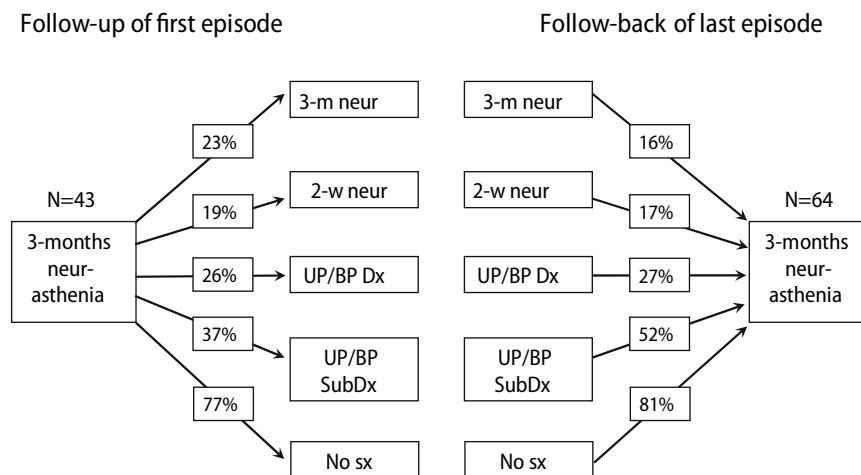 Follow-up of first episode
Follow-back of last episode
3-m neur
3-m neur
23%
16%
N=43
2-w neur
2-w neur
N=64
19%
17%
3-months
neur-
asthenia
3-months
neur-
asthenia
26%
UP/BP Dx
UP/BP Dx
27%
37%
52%
UP/BP
SubDx
UP/BP
SubDx
77%
81%
No sx
No sx